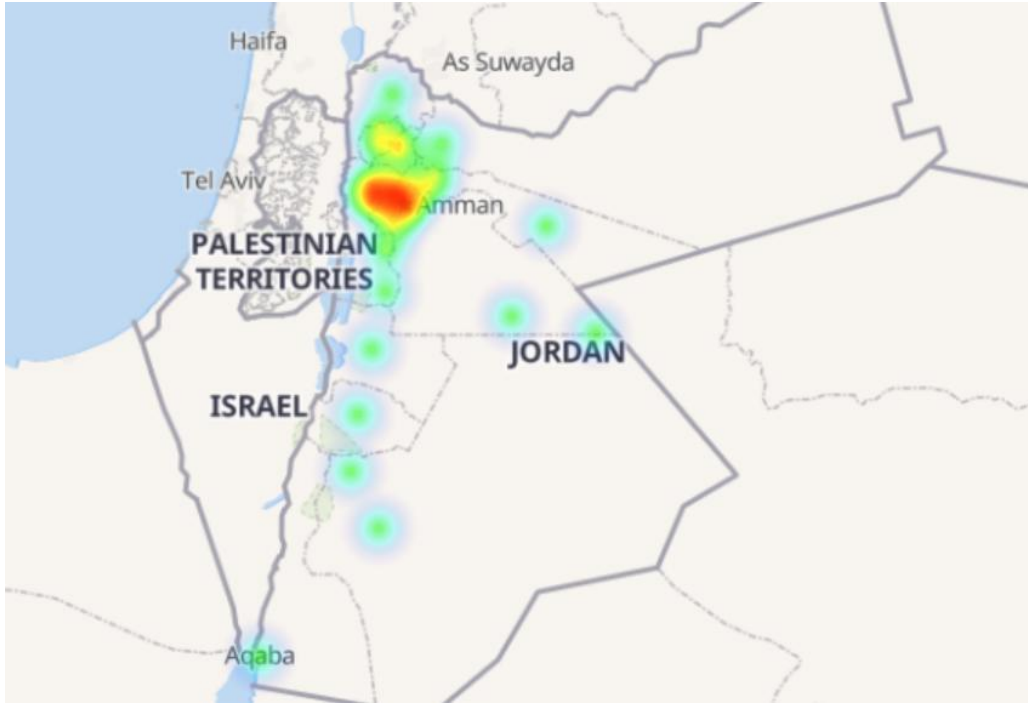 Haifa
As Suwayda
Tel Aviv
Amman
PALESTINIAN
TERRITORIES
JORDAN
ISRAEL
Aqaba